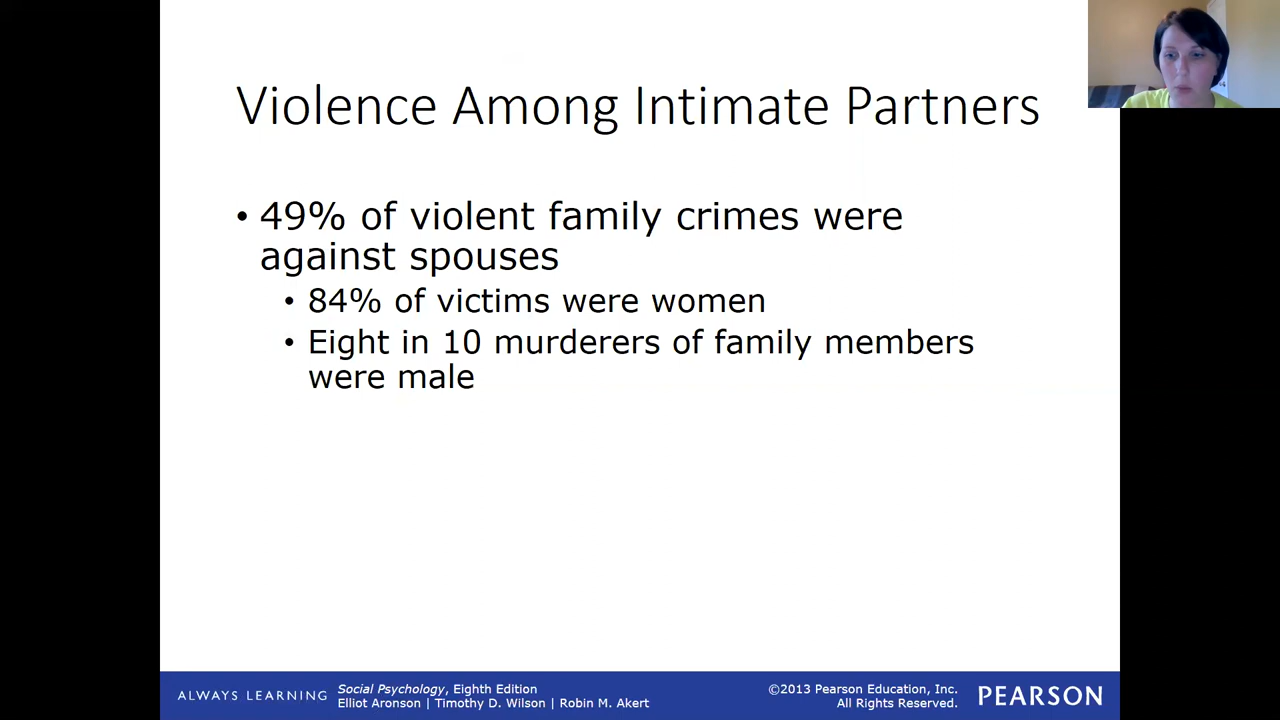 Violence Among Intimate Partners
• 49% of violent family crimes were
against spouses
• 84% of victims were women
• Eight in 10 murderers of family members
were male
ALWAYS LEARNING
Social Psychology, Eighth Edition
Elliot Aronson | Timothy D. Wilson | Robin M. Akert
©2013 Pearson Education, Inc.
All Rights Reserved.
PEARSON